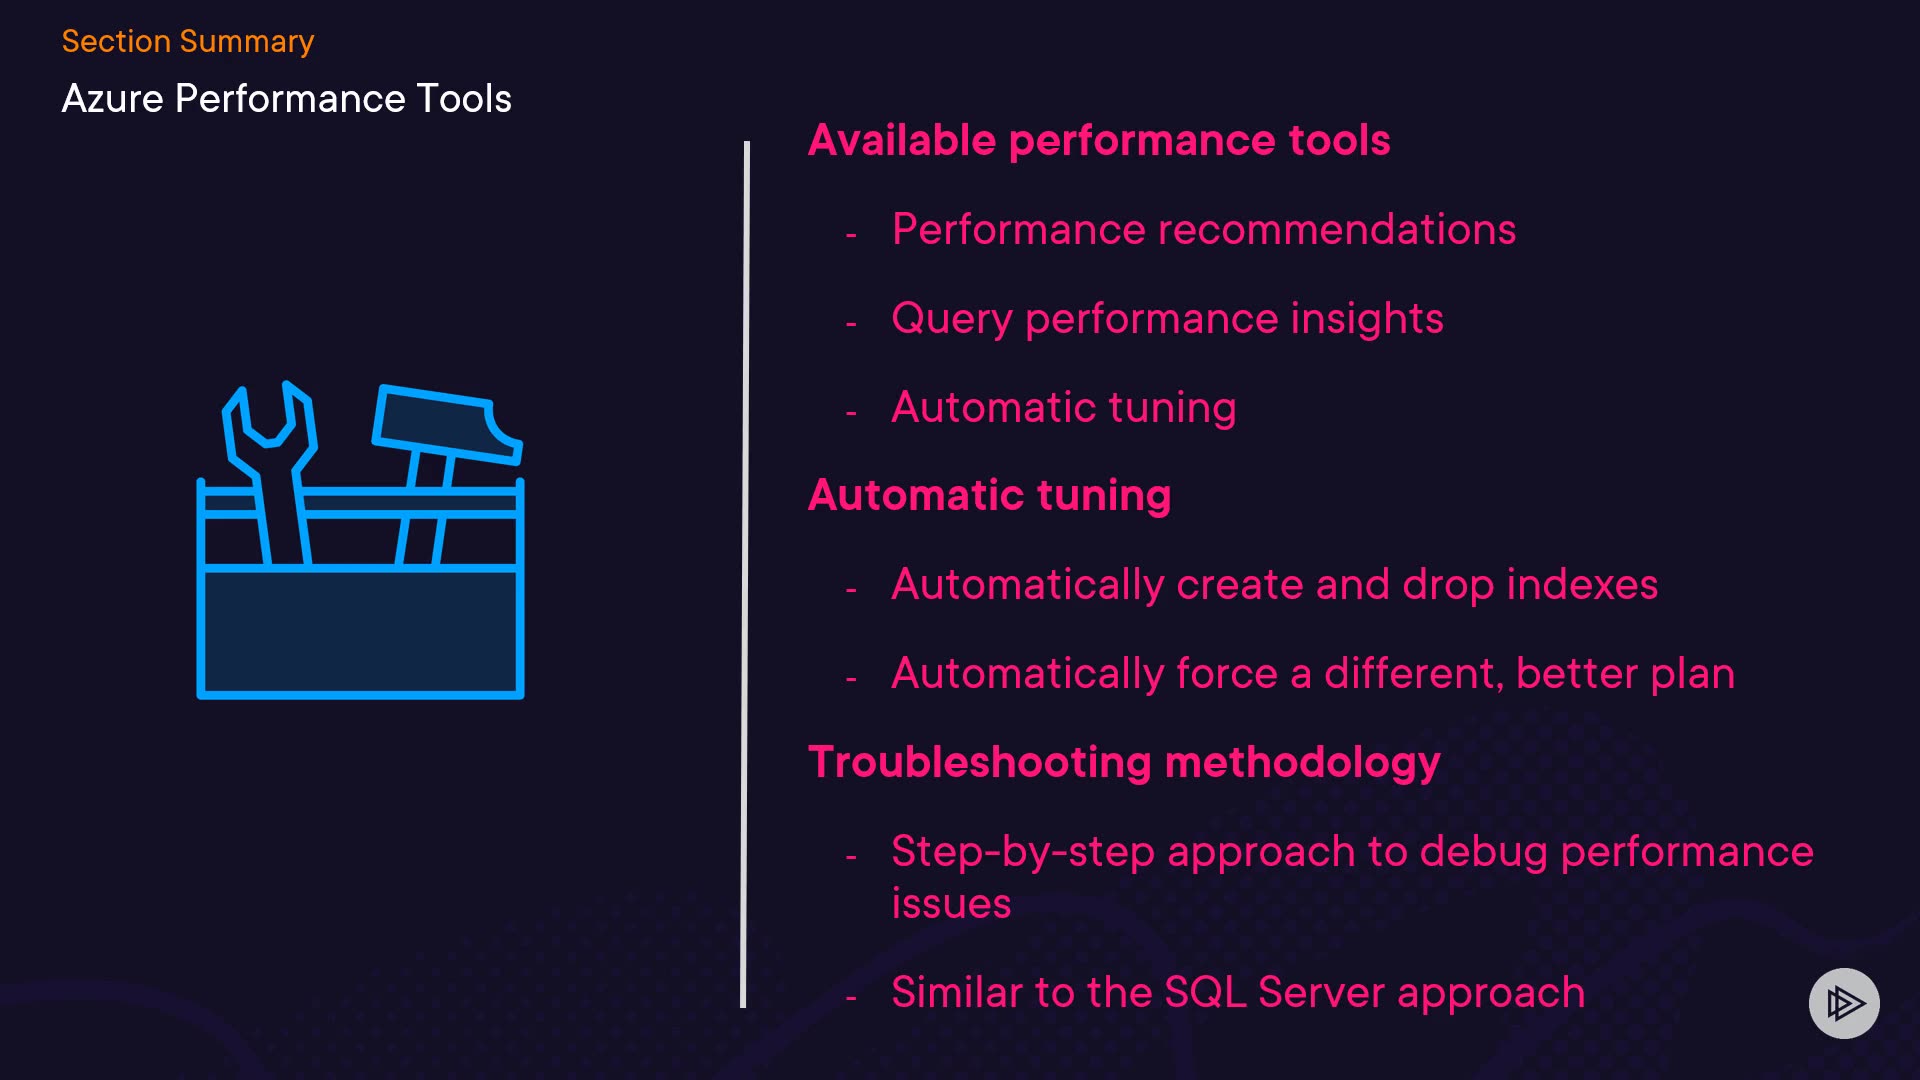 Section Summary
Azure Performance Tools
Available performance tools
- Performance recommendations
- Query performance insights
- Automatic tuning
Automatic tuning
- Automatically create and drop indexes
- Automatically force a different, better plan
Troubleshooting methodology
- Step-by-step approach to debug performance
issues
- Similar to the SQL Server approach